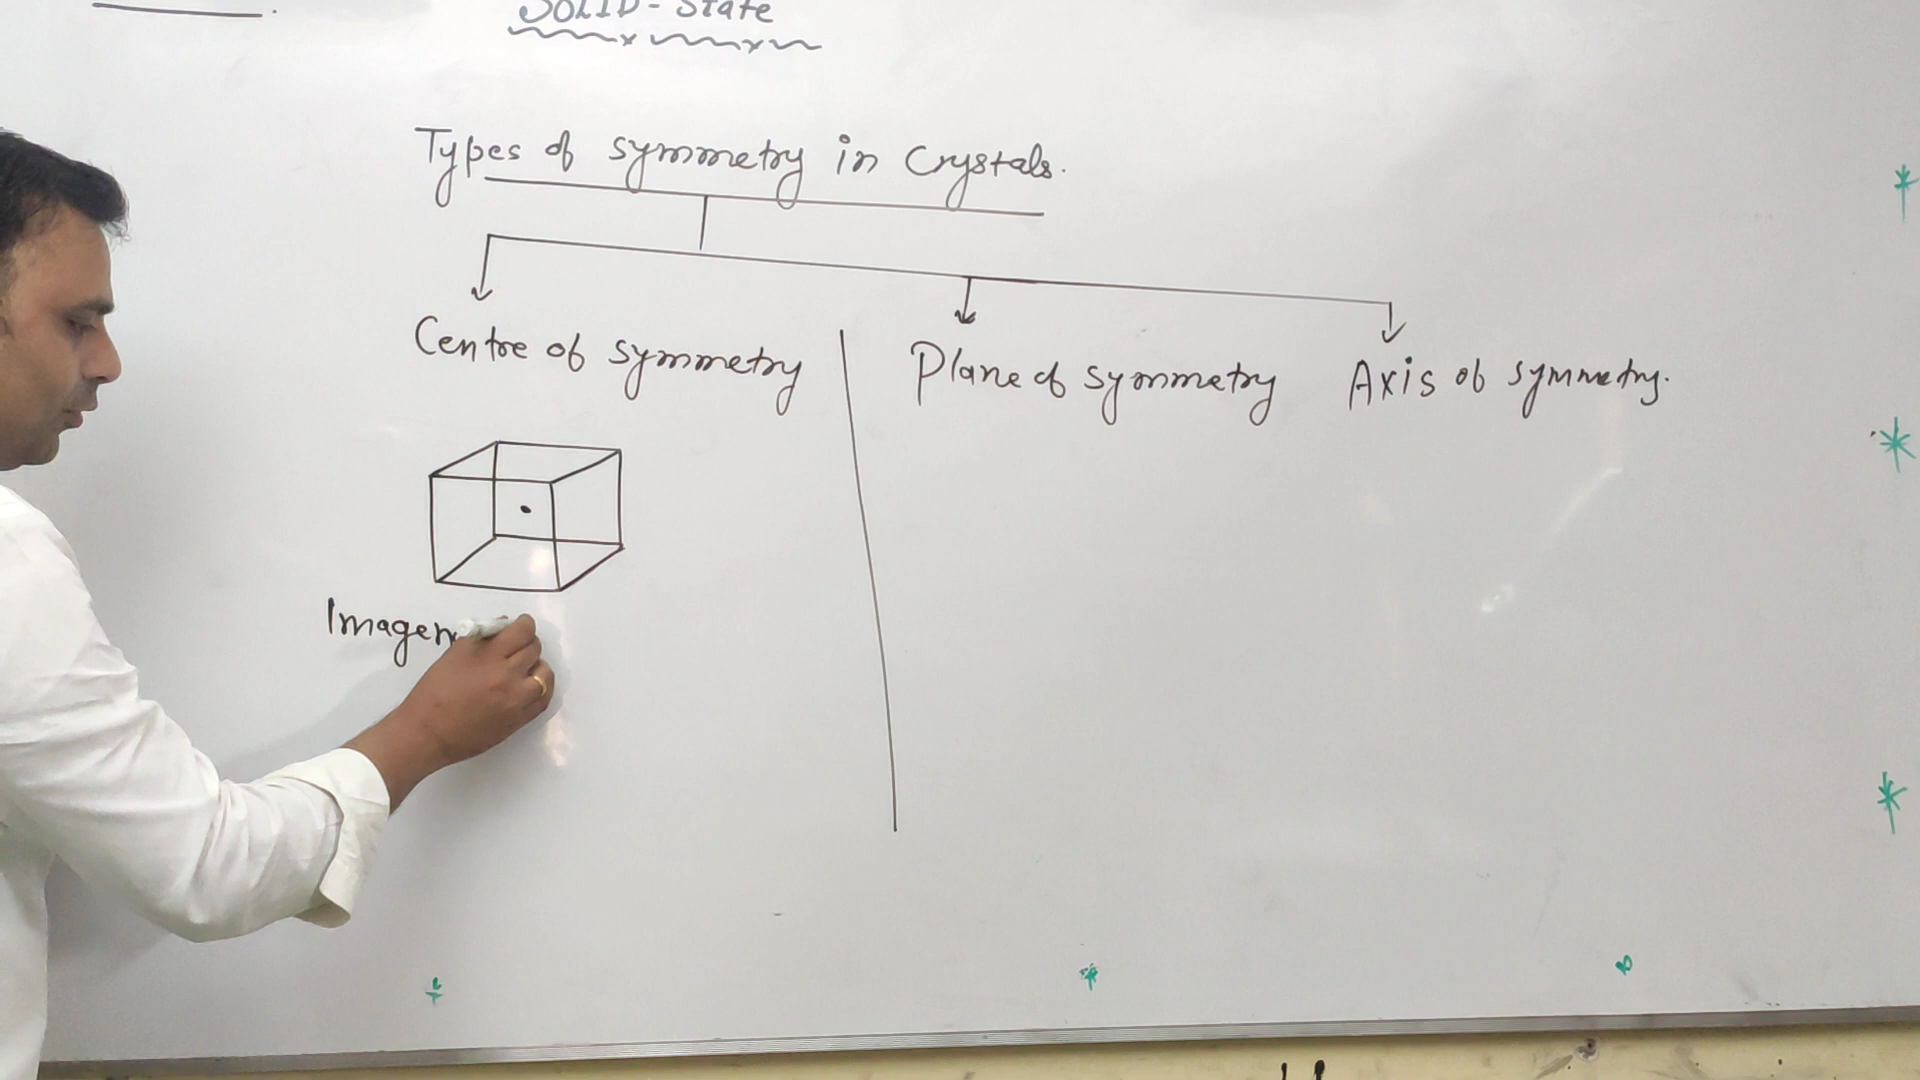 SOLID-State
Types of symmetry in Crystals.
Centre of symmetry
Plane of symmetry
Axis of symmetry.
Imagen